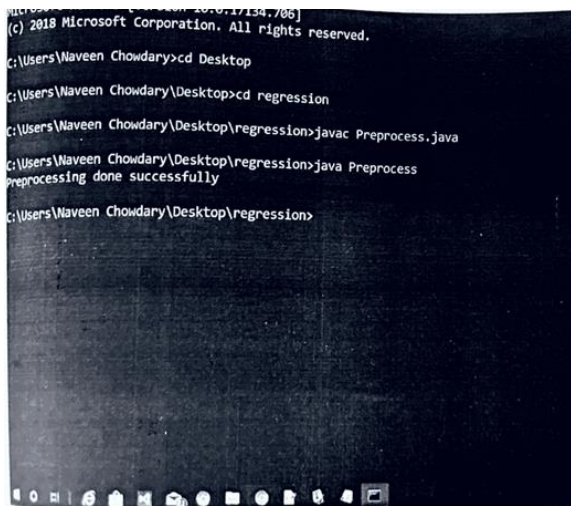 (c) 2018 Microsoft Corporation. All rights reserved.
C:\Users\Naveen Chowdary>cd Desktop
C:\Users\Naveen Chowdary\Desktop>cd regression
C:\Users\Naveen Chowdary\Desktop\regression>javac Preprocess.java
C:\Users\Naveen Chowdary\Desktop\regression>java Preprocess
Preprocessing done successfully
C:\Users\Naveen Chowdary\Desktop\regression>